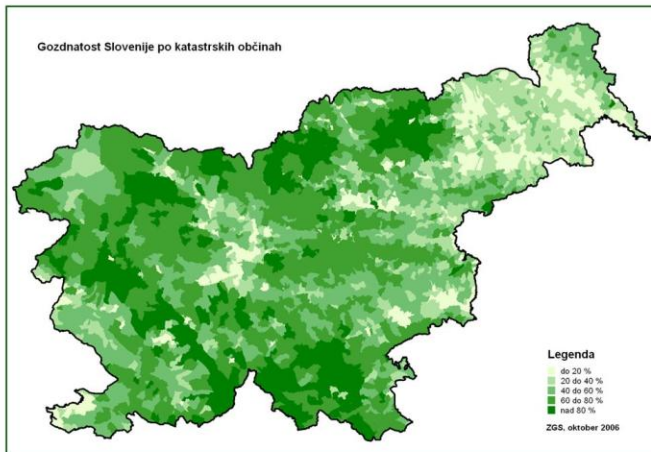 Gozdnatost Slovenije po katastrskih občinah
Legenda
do 20 %
20 do 40 %
40 do 60 %
60 do 80 %
nad 80 %
ZGS, oktober 2006